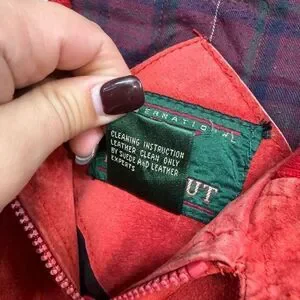 INTERNATIONAL
CLEANING INSTRUCTION
LEATHER CLEAN ONLY
BY SUEDE AND LEATHER
EXPERTS
UT